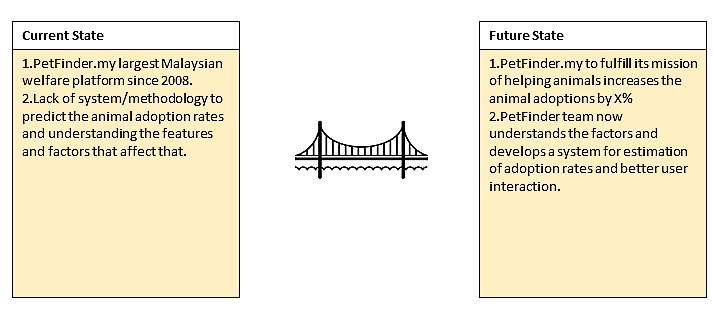 Current State
1.PetFinder.my largest Malaysian
welfare platform since 2008.
2.Lack of system/methodology to
predict the animal adoption rates
and understanding the features
and factors that affect that.
Future State
1.PetFinder.my to fulfill its mission
of helping animals increases the
animal adoptions by X%
2.PetFinder team now
understands the factors and
develops a system for estimation
of adoption rates and better user
interaction.